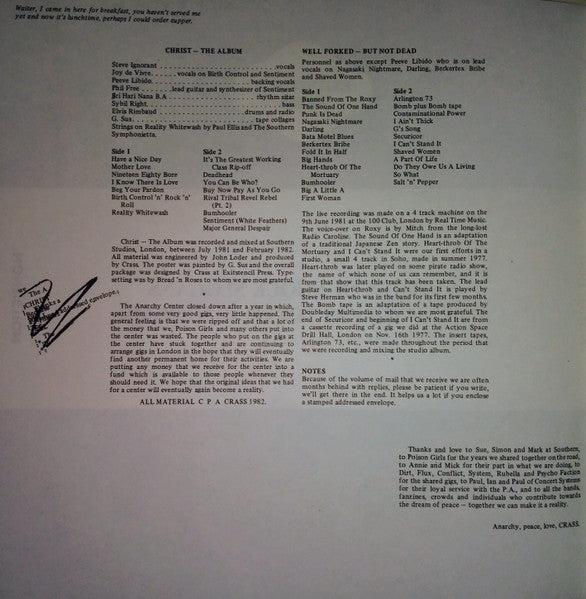 Waiter, I came in here for breakfast, you haven't served me
yet and now it's lunchtime, perhaps I could order supper.
CHRIST — THE ALBUM
Steve Ignorant . . . vocals
Joy de Vivre. . . . vocals on Birth Control and Sentiment
Peeve Libido. . . . backing vocals
Phil Free . . . lead guitar and synthesizer of Sentiment
Sci Hari Nana B.A . . . rhythm sitar
Sybil Right. . . . bass
Elvis Rimbaud . . . drums and radio
G. Sus. . . . tape collages
Strings on Reality Whitewash by Paul Ellis and The Southern
Symphonietta.
Side 1
Have a Nice Day
Mother Love
Nineteen Eighty Bore
I Know There Is Love
Beg Your Pardon
Birth Control 'n' Rock 'n'
Roll
Reality Whitewash
Side 2
It's The Greatest Working
Class Rip-off
Deadhead
You Can Be Who?
Buy Now Pay As You Go
Rival Tribal Revel Rebel
(Pt. 2)
Bumhooler
Sentiment (White Feathers)
Major General Despair
Christ — The Album was recorded and mixed at Southern
Studios, London, between July 1981 and February 1982.
All material was engineered by John Loder and produced
by Crass. The poster was painted by G. Sus and the overall
package was designed by Crass at Exitstencil Press. Type-
setting was by Bread 'n Roses to whom we are most grateful.
*
The Anarchy Center closed down after a year in which,
apart from some very good gigs, very little happened. The
general feeling is that we were ripped off and that a lot of
the money that we, Poison Girls and many others put into
the center was wasted. The people who put on the gigs at
the center have stuck together and are continuing to
arrange gigs in London in the hope that they will eventually
find another permanent home for their activities. We are
putting any money that we receive for the center into a
fund which is available to those people whenever they
should need it. We hope that the original ideas that we had
for a center will eventually again become a reality.
ALL MATERIAL C P A CRASS 1982.
WELL FORKED — BUT NOT DEAD
Personnel as above except Peeve Libido who is on lead
vocals on Nagasaki Nightmare, Darling, Berkertex Bribe
and Shaved Women.
Side 1
Banned From The Roxy
The Sound Of One Hand
Punk Is Dead
Nagasaki Nightmare
Darling
Bata Motel Blues
Berkertex Bribe
Fold It In Half
Big Hands
Heart-throb Of The
Mortuary
Bumhooler
Big A Little A
First Woman
Side 2
Arlington 73
Bomb plus Bomb tape
Contaminational Power
I Ain't Thick
G's Song
Securicor
I Can't Stand It
Shaved Women
A Part Of Life
Do They Owe Us A Living
So What
Salt 'n' Pepper
The live recording was made on a 4 track machine on the
9th June 1981 at the 100 Club, London by Real Time Music.
The voice-over on Roxy is by Mitch from the long-lost
Radio Caroline. The Sound Of One Hand is an adaptation
of a traditional Japanese Zen story. Heart-throb Of The
Mortuary and I Can't Stand It were our first efforts in a
studio, a small 4 track in Soho, made in summer 1977.
Heart-throb was later played on some pirate radio show,
the name of which none of us can remember, and it is
from that show that this track has been taken. The lead
guitar on Heart-throb and Can't Stand It is played by
Steve Herman who was in the band for its first few months.
The Bomb tape is an adaptation of a tape produced by
Doubleday Multimedia to whom we are most grateful. The
end of Securicor and beginning of I Can't Stand It are from
a cassette recording of a gig we did at the Action Space
Drill Hall, London on Nov. 16th 1977. The insert tapes,
Arlington 73, etc., were made throughout the period that
we were recording and mixing the studio album.
*
NOTES
Because of the volume of mail that we receive we are often
months behind with replies, please be patient if you write,
we'll get there in the end. It helps us a lot if you enclose
a stamped addressed envelope.
we
The A
CHRIS
envelope.
Thanks and love to Sue, Simon and Mark at Southern,
to Poison Girls for the years we shared together on the road,
to Annie and Mick for their part in what we are doing, to
Dirt, Flux, Conflict, System, Rubella and Psycho Faction
for the shared gigs, to Paul, Ian and Paul of Concert Systems
for their loyal service with the P.A., and to all the bands,
fanzines, crowds and individuals who contribute towards
the dream of peace — together we can make it a reality.
Anarchy, peace, love, CRASS.